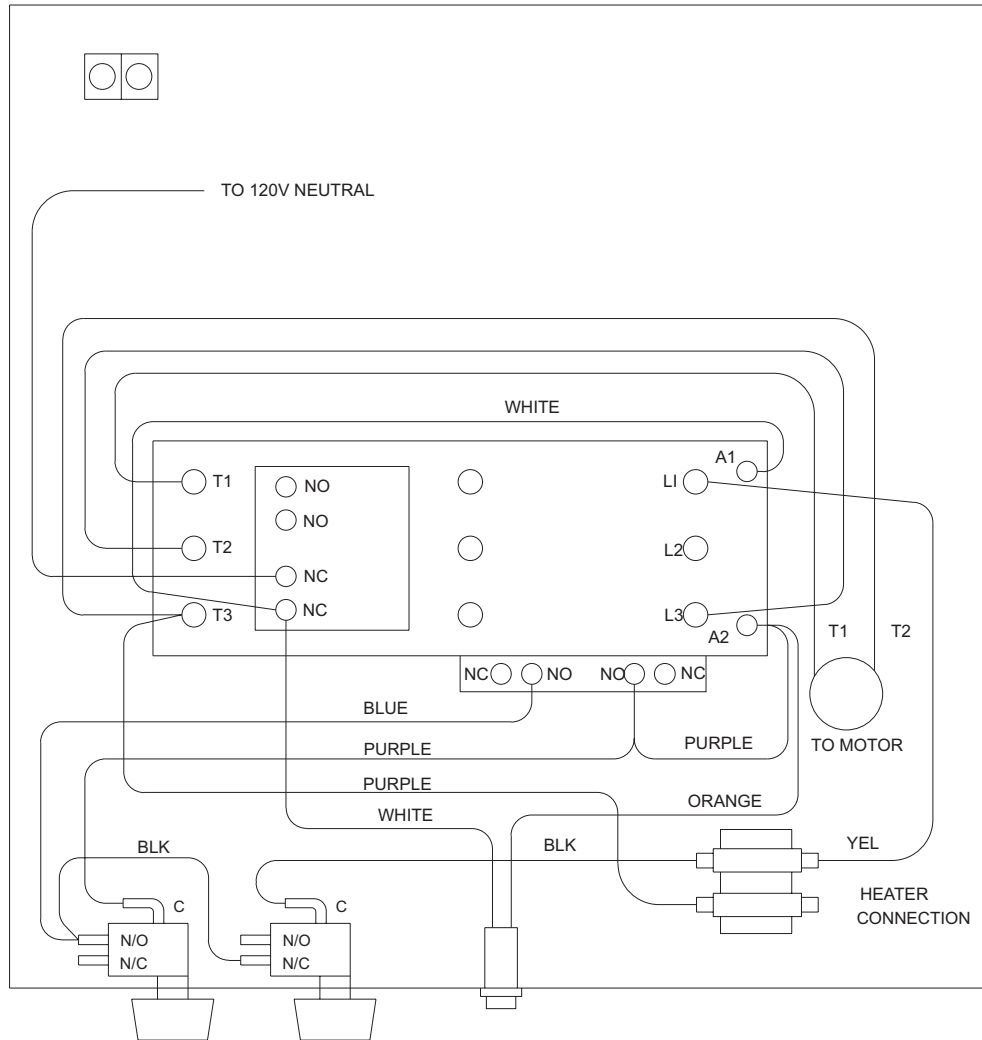 TO 120V NEUTRAL
WHITE
A1
T1
NO
LI
NO
T2
L2
NC
NC
T3
L3
A2
T1
T2
NC
NO
NO
NC
BLUE
PURPLE
PURPLE
TO MOTOR
PURPLE
ORANGE
WHITE
BLK
BLK
YEL
HEATER
CONNECTION
C
C
N/O
N/C
N/O
N/C